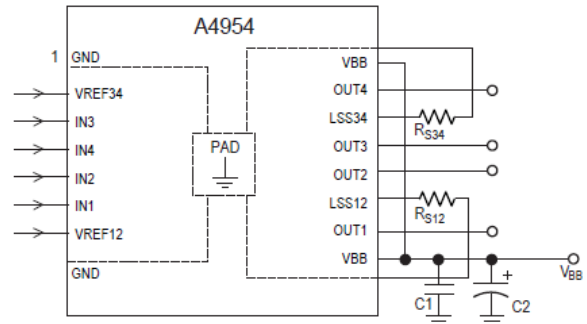 A4954
1 GND
VREF34
IN3
IN4
IN2
IN1
VREF12
GND
PAD
VBB
OUT4
LSS34
OUT3
OUT2
LSS12
OUT1
VBB
RS34
RS12
C1
C2
+
VBB